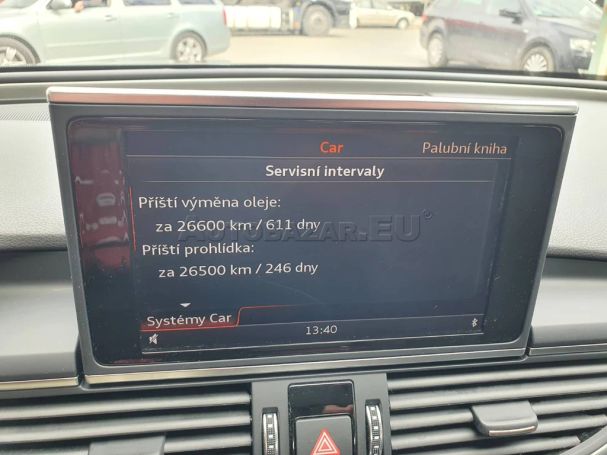 Car
Palubní kniha
Servisní intervaly
Příští výměna oleje:
za 26600 km / 611 dny
AUTOBAZAR.EU
Příští prohlídka:
za 26500 km / 246 dny
Systémy Car
13:40